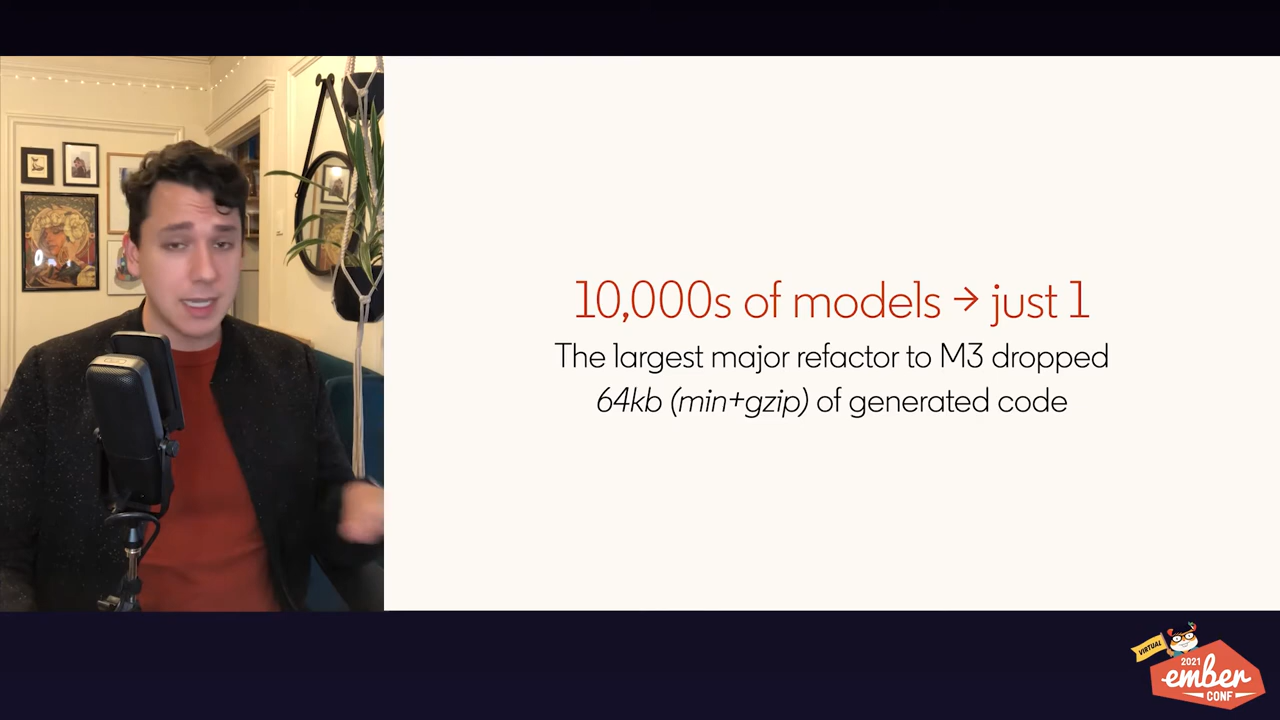 10,000s of models → just 1
The largest major refactor to M3 dropped
64kb (min+gzip) of generated code
VIRTUAL
2021
ember
CONF